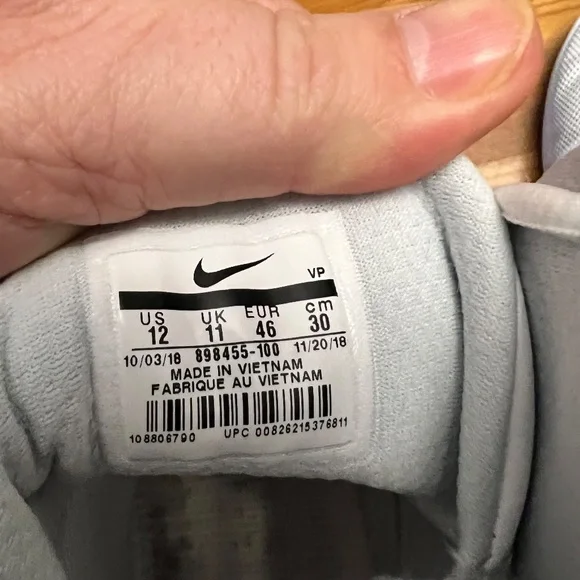 VP
US UK EUR cm
12 11 46 30
10/03/18 898455-100 11/20/18
MADE IN VIETNAM
FABRIQUE AU VIETNAM
108806790 UPC 00826215376811